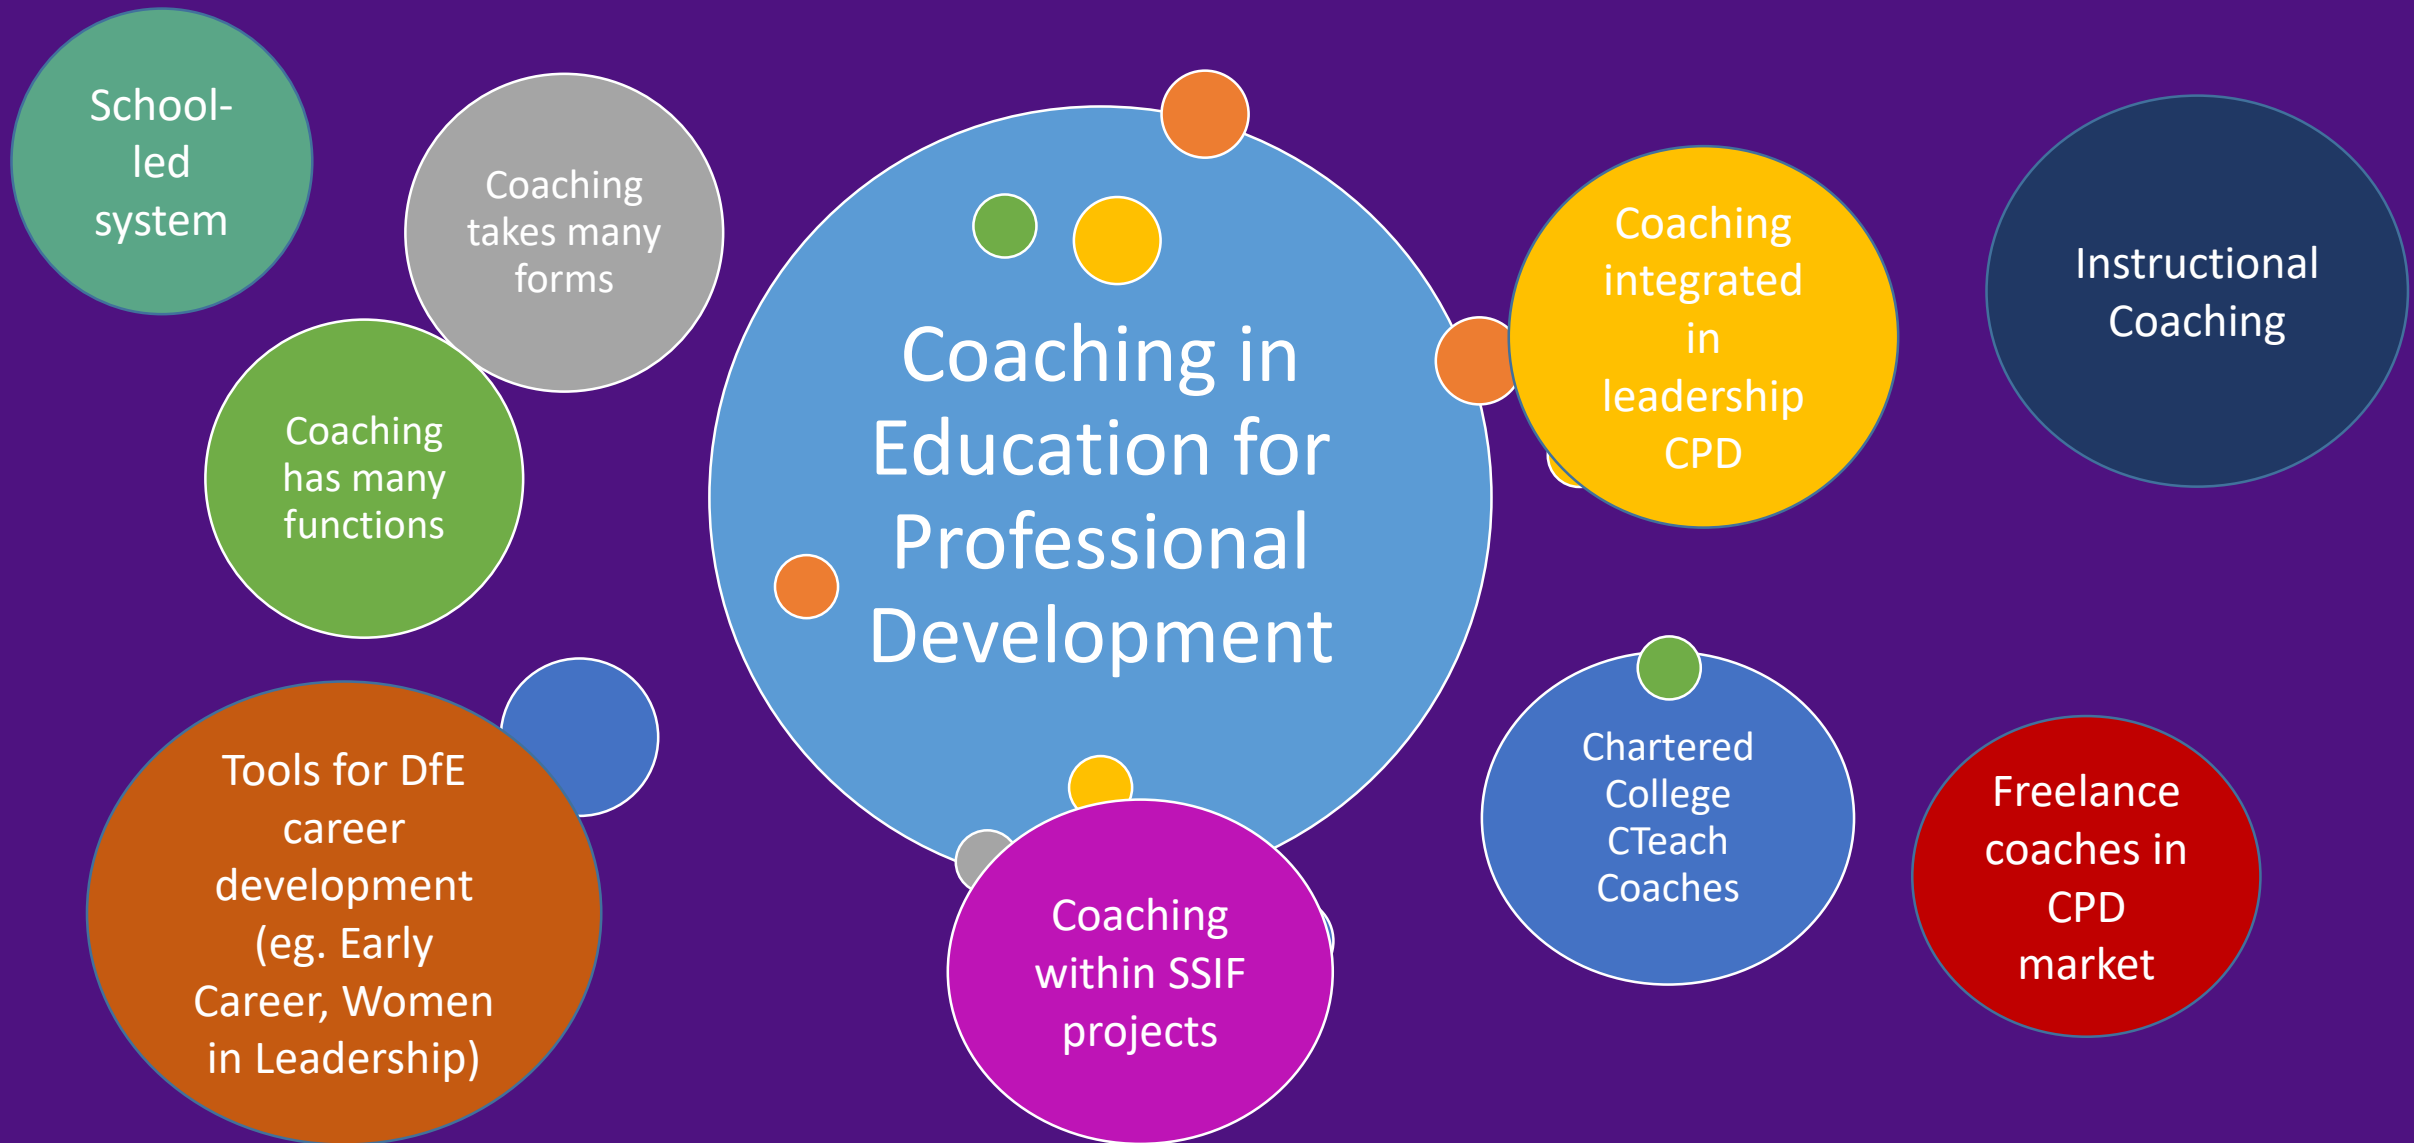 School-
led
system
Coaching
takes many
forms
Coaching
has many
functions
Coaching in
Education for
Professional
Development
Coaching
integrated
in
leadership
CPD
Instructional
Coaching
Tools for DfE
career
development
(eg. Early
Career, Women
in Leadership)
Coaching
within SSIF
projects
Chartered
College
CTeach
Coaches
Freelance
coaches in
CPD
market